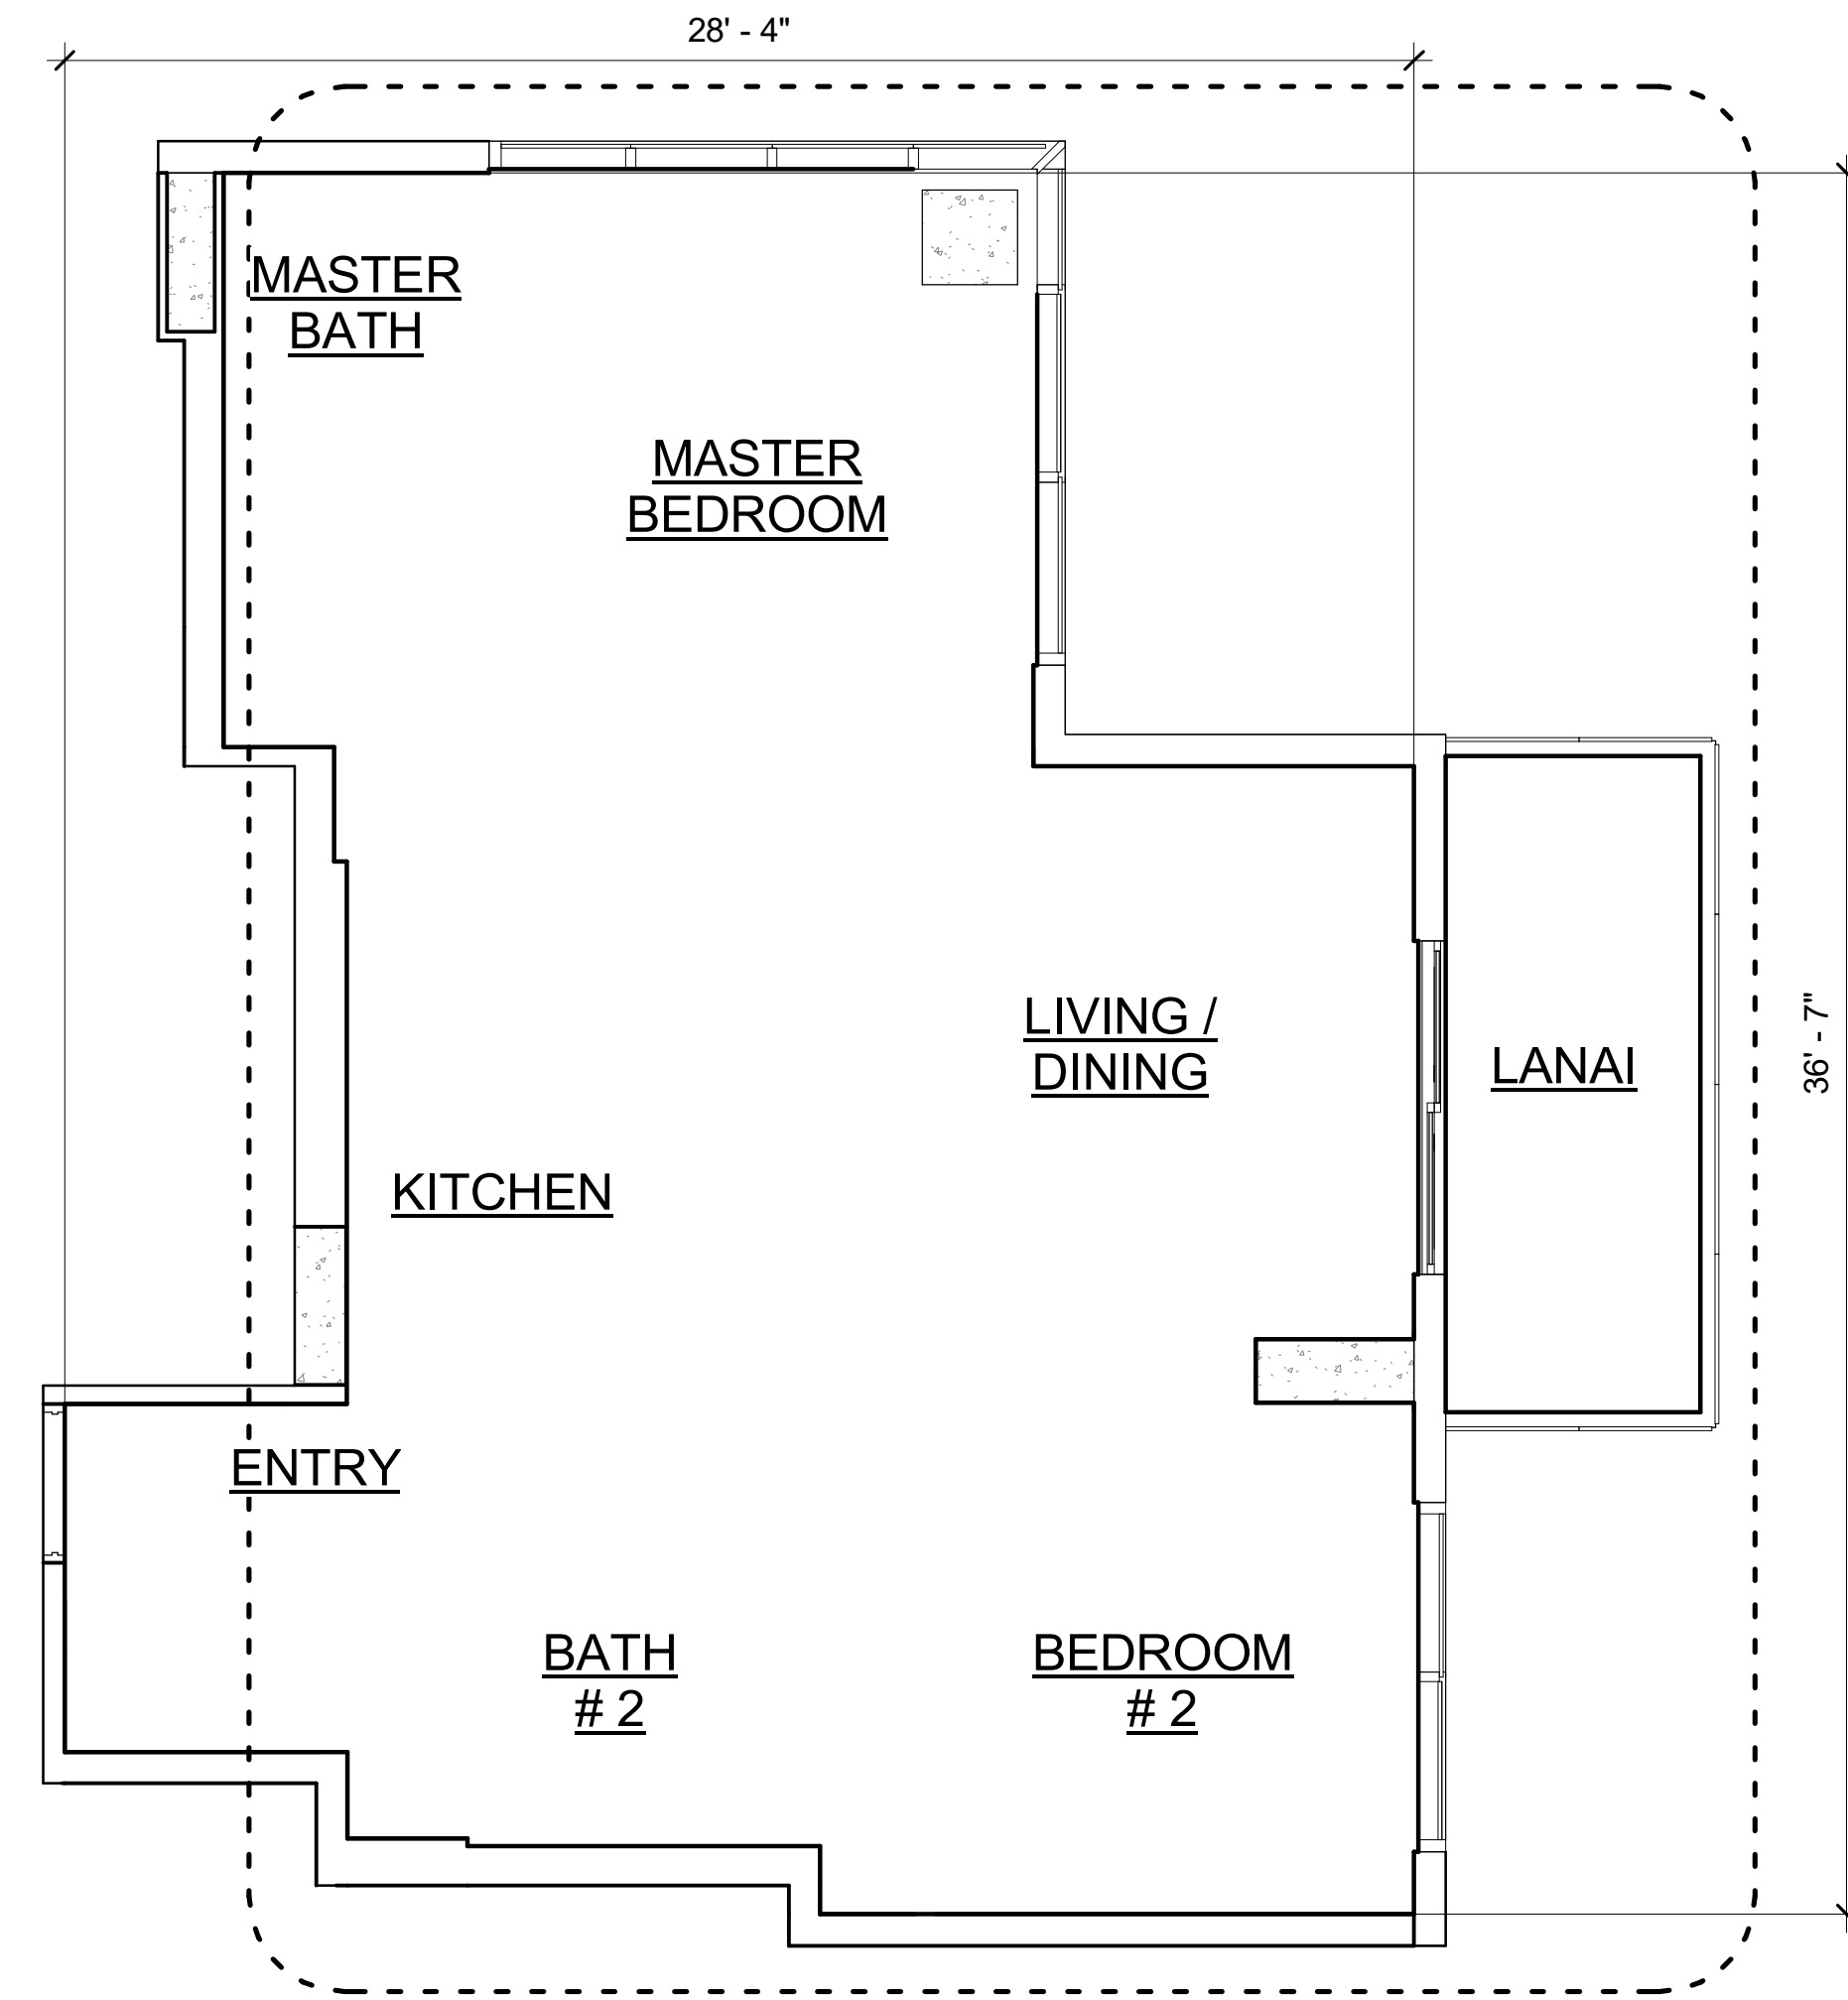 28' - 4"
MASTER
BATH
MASTER
BEDROOM
LIVING /
DINING
LANAI
36' - 7"
KITCHEN
ENTRY
BATH
# 2
BEDROOM
# 2